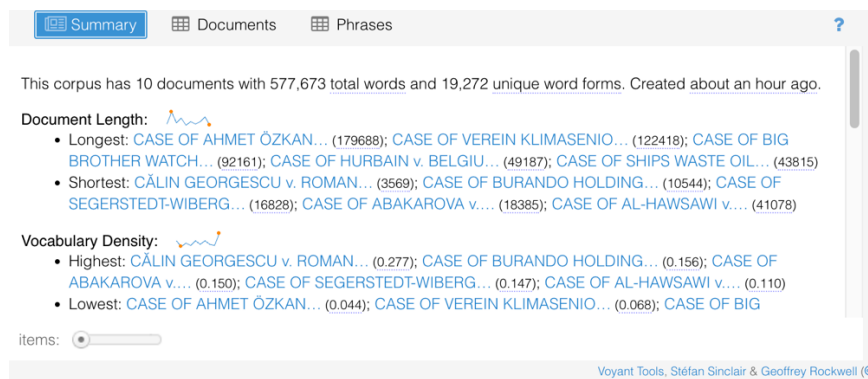 Summary Documents Phrases ?
This corpus has 10 documents with 577,673 total words and 19,272 unique word forms. Created about an hour ago.
Document Length:
• Longest: CASE OF AHMET ÖZKAN… (179688); CASE OF VEREIN KLIMASENIO… (122418); CASE OF BIG
BROTHER WATCH… (92161); CASE OF HURBAIN v. BELGIU… (49187); CASE OF SHIPS WASTE OIL… (43815)
• Shortest: CĂLIN GEORGESCU v. ROMAN… (3569); CASE OF BURANDO HOLDING… (10544); CASE OF
SEGERSTEDT-WIBERG… (16828); CASE OF ABAKAROVA v.… (18385); CASE OF AL-HAWSAWI v.… (41078)
Vocabulary Density:
• Highest: CĂLIN GEORGESCU v. ROMAN… (0.277); CASE OF BURANDO HOLDING… (0.156); CASE OF
ABAKAROVA v.… (0.150); CASE OF SEGERSTEDT-WIBERG… (0.147); CASE OF AL-HAWSAWI v.… (0.110)
• Lowest: CASE OF AHMET ÖZKAN… (0.044); CASE OF VEREIN KLIMASENIO… (0.068); CASE OF BIG
items:
Voyant Tools, Stéfan Sinclair & Geoffrey Rockwell (